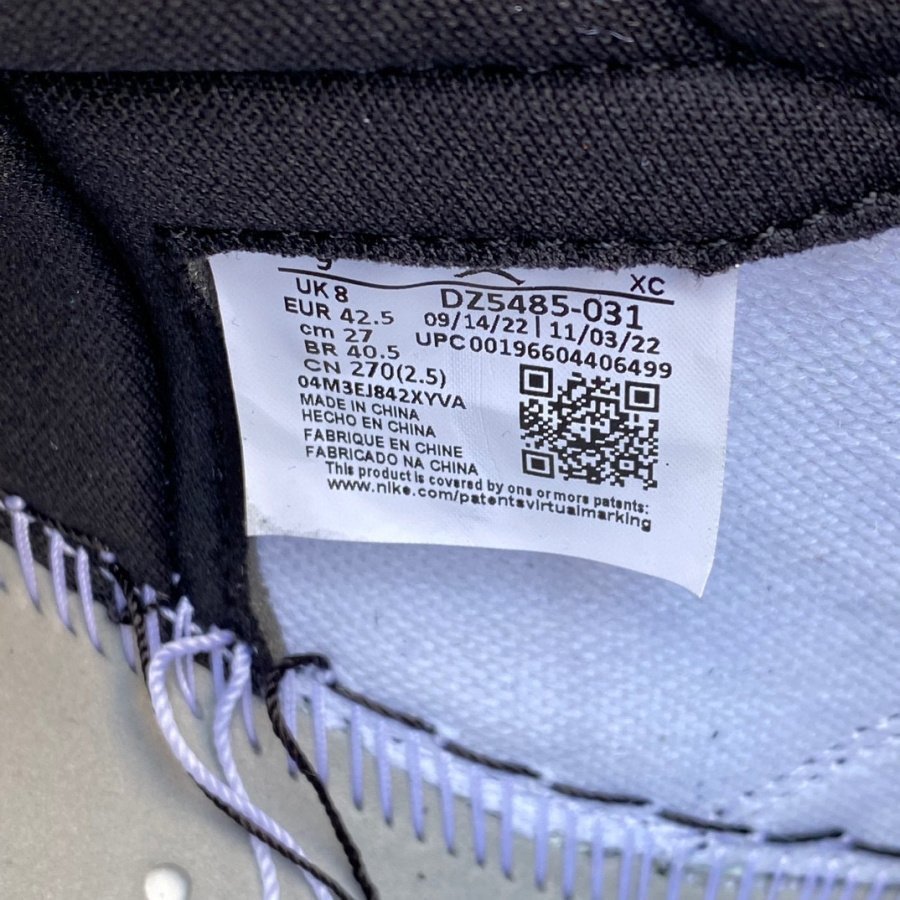 XC
UK 8
EUR 42.5
cm 27
BR 40.5
CN 270(2.5)
DZ5485-031
09/14/22 | 11/03/22
UPC 00196604406499
04M3EJ842XYVA
MADE IN CHINA
HECHO EN CHINA
FABRIQUE EN CHINE
FABRICADO NA CHINA
This product is covered by one or more patents:
www.nike.com/patentsvirtualmarking